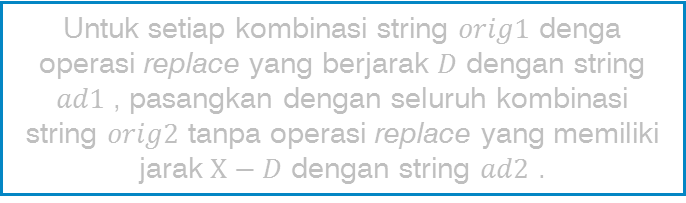 Untuk setiap kombinasi string orig1 denga
operasi replace yang berjarak D dengan string
ad1 , pasangkan dengan seluruh kombinasi
string orig2 tanpa operasi replace yang memiliki
jarak X − D dengan string ad2 .